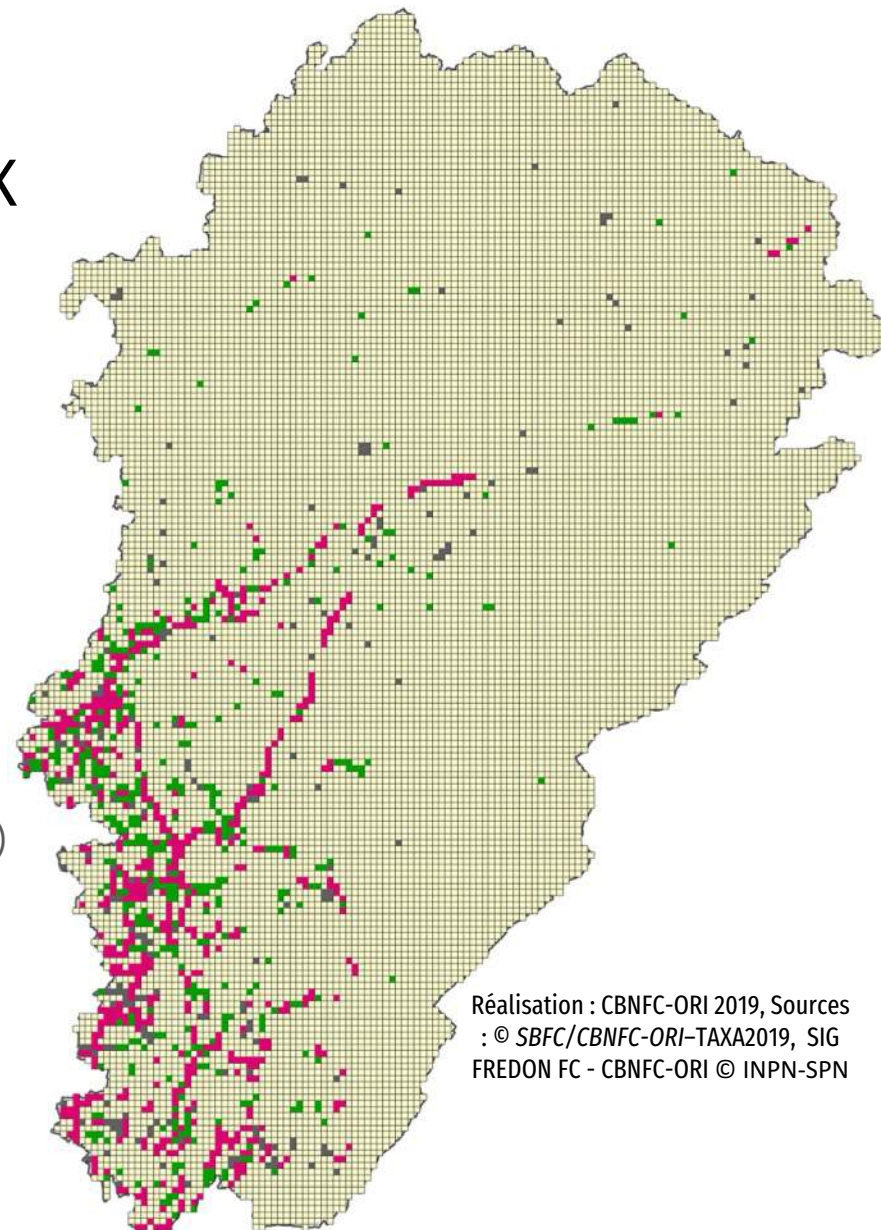 X
)
Réalisation : CBNFC-ORI 2019, Sources
: © SBFC/CBNFC-ORI–TAXA2019, SIG
FREDON FC - CBNFC-ORI © INPN-SPN